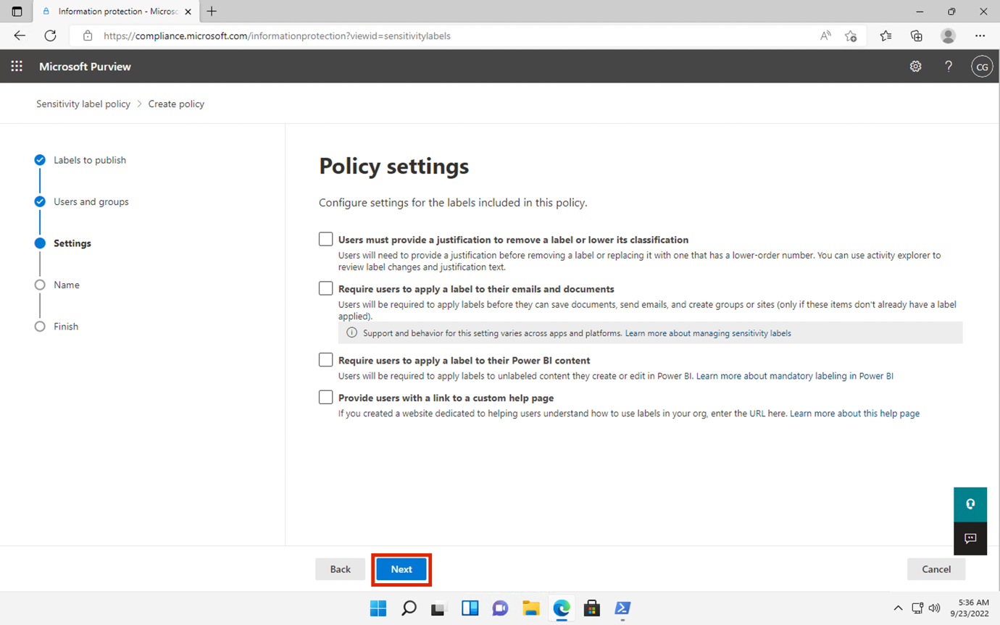 Information protection - Microsc
https://compliance.microsoft.com/informationprotection?viewid=sensitivitylabels
Microsoft Purview
?
CG
Sensitivity label policy > Create policy
Labels to publish
Users and groups
Settings
Name
Finish
Policy settings
Configure settings for the labels included in this policy.
Users must provide a justification to remove a label or lower its classification
Users will need to provide a justification before removing a label or replacing it with one that has a lower-order number. You can use activity explorer to
review label changes and justification text.
Require users to apply a label to their emails and documents
Users will be required to apply labels before they can save documents, send emails, and create groups or sites (only if these items don't already have a label
applied).
Support and behavior for this setting varies across apps and platforms. Learn more about managing sensitivity labels
Require users to apply a label to their Power BI content
Users will be required to apply labels to unlabeled content they create or edit in Power BI. Learn more about mandatory labeling in Power BI
Provide users with a link to a custom help page
If you created a website dedicated to helping users understand how to use labels in your org, enter the URL here. Learn more about this help page
Back
Next
Cancel
5:36 AM
9/23/2022